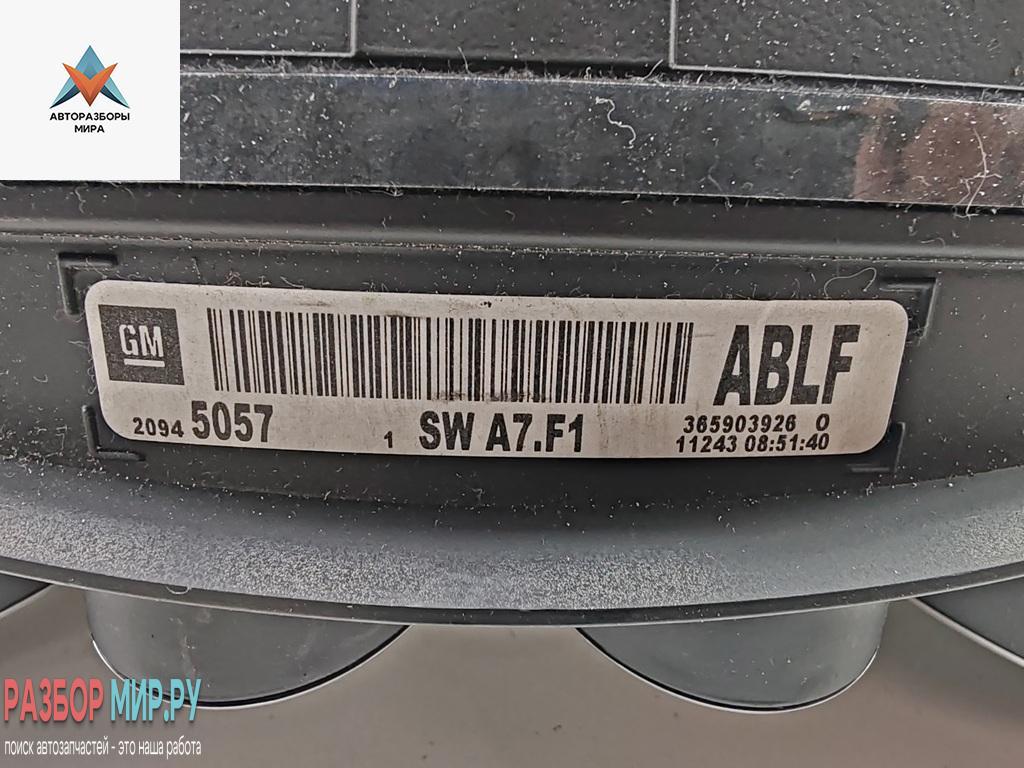 АВТОРАЗБОРЫ
МИРА
GM
ABLF
2094 5057
1 SW A7.F1
365903926 0
11243 08:51:40
РАЗБОР МИР.РУ
поиск автозапчастей - это наша работа